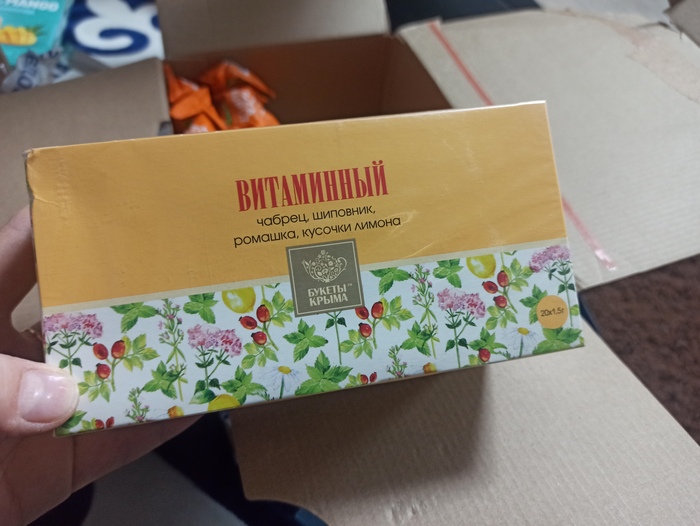 ВИТАМИННЫЙ
чабрец, шиповник,
ромашка, кусочки лимона
БУКЕТЫ
КРЫМА
20х1,5г